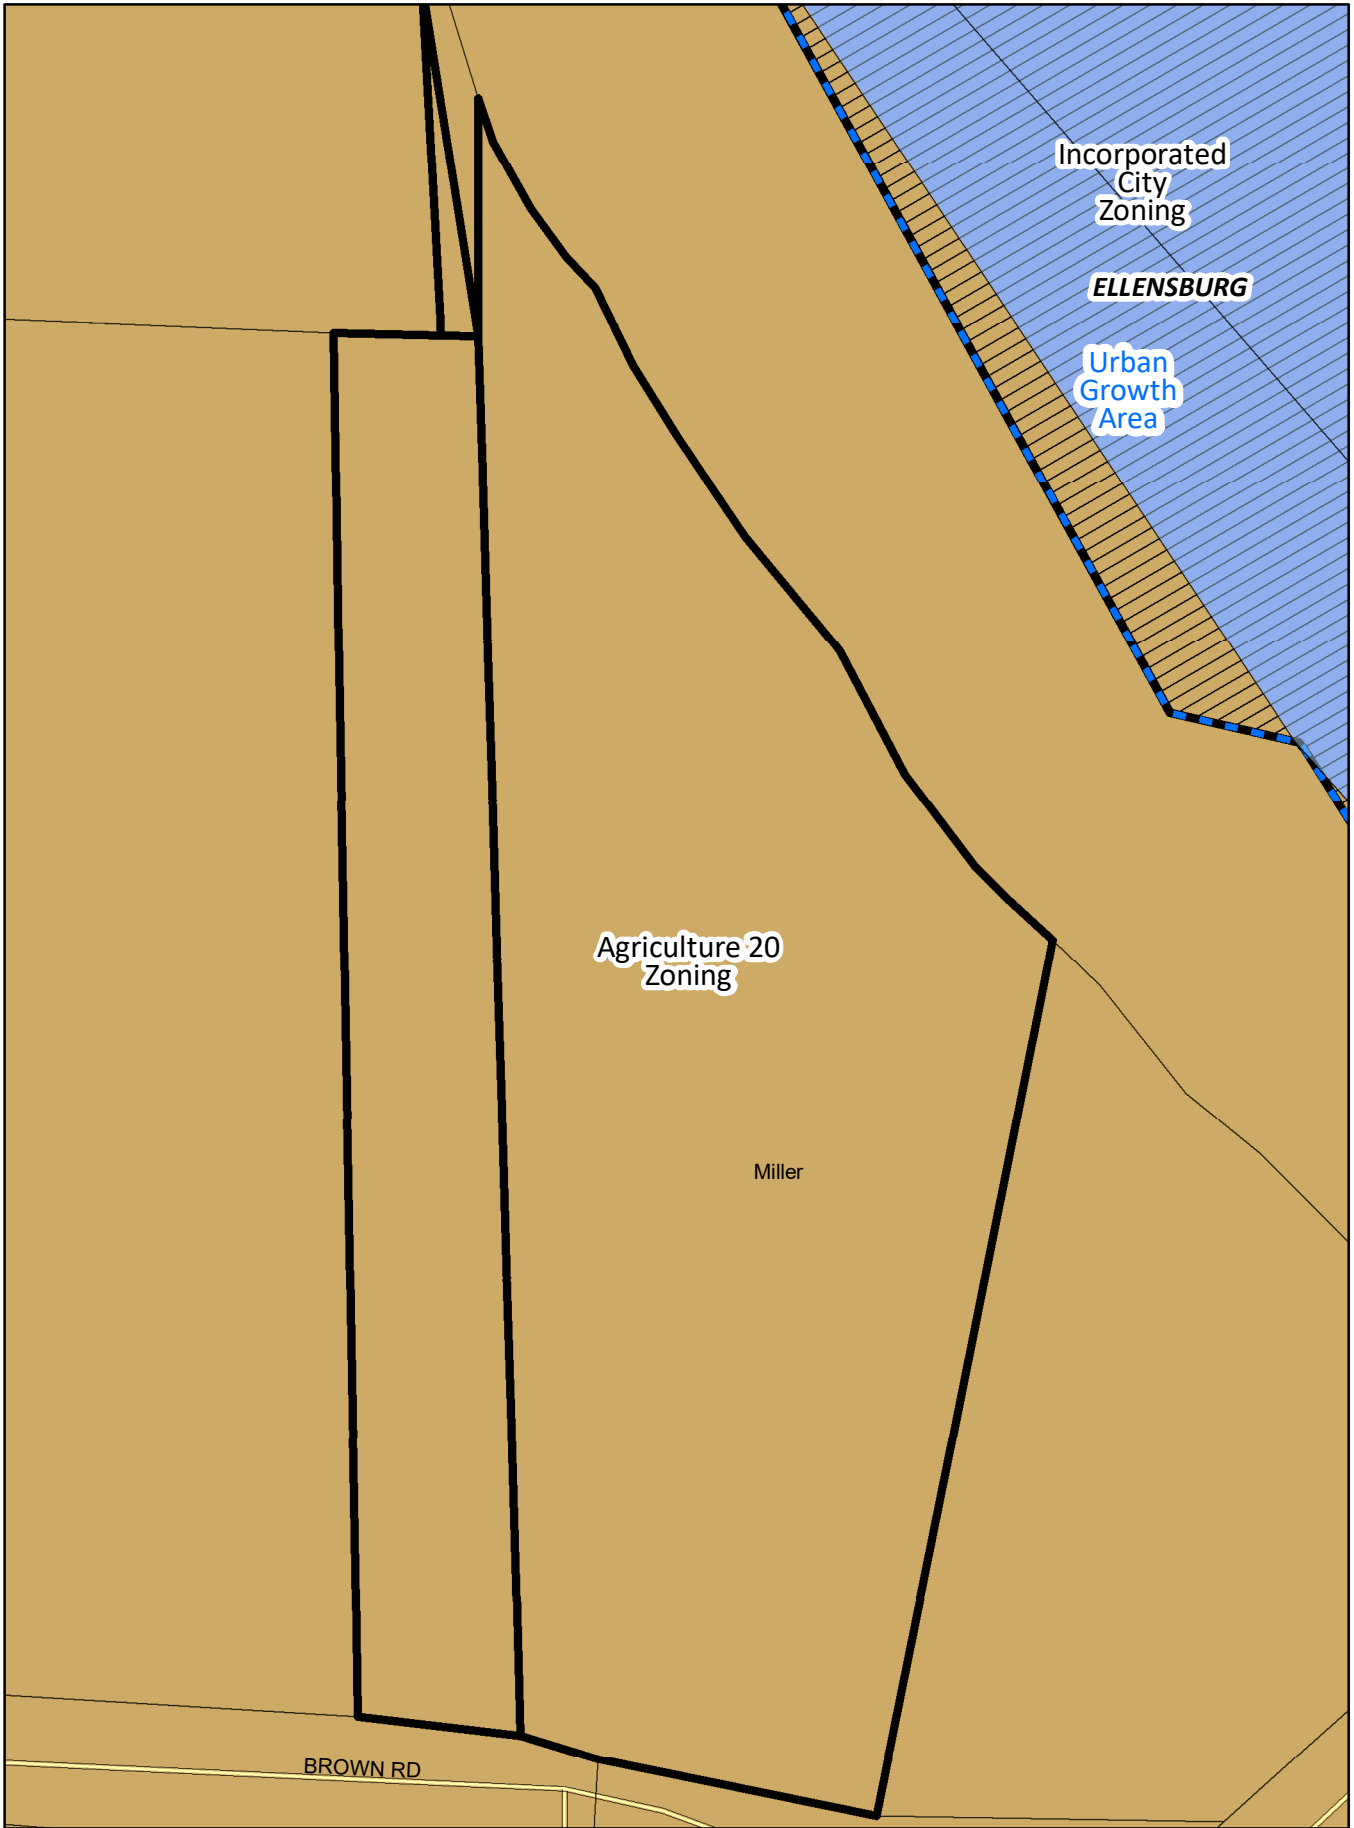 Incorporated
City
Zoning
ELLENSBURG
Urban
Growth
Area
Agriculture 20
Zoning
Miller
BROWN RD